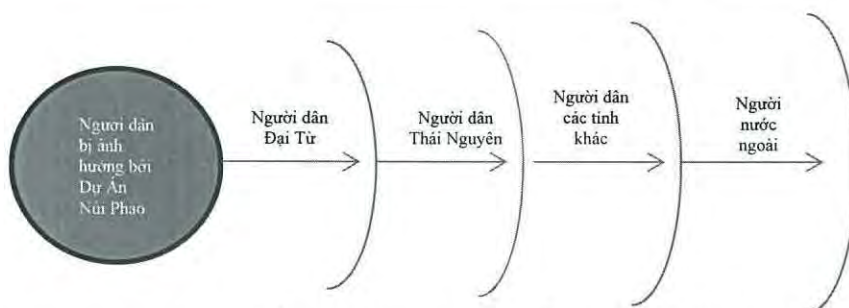 Người dân
bị ảnh
hưởng bởi
Dự Án
Núi Pháo
Người dân
Đại Từ
Người dân
Thái Nguyên
Người dân
các tỉnh
khác
Người
nước
ngoài